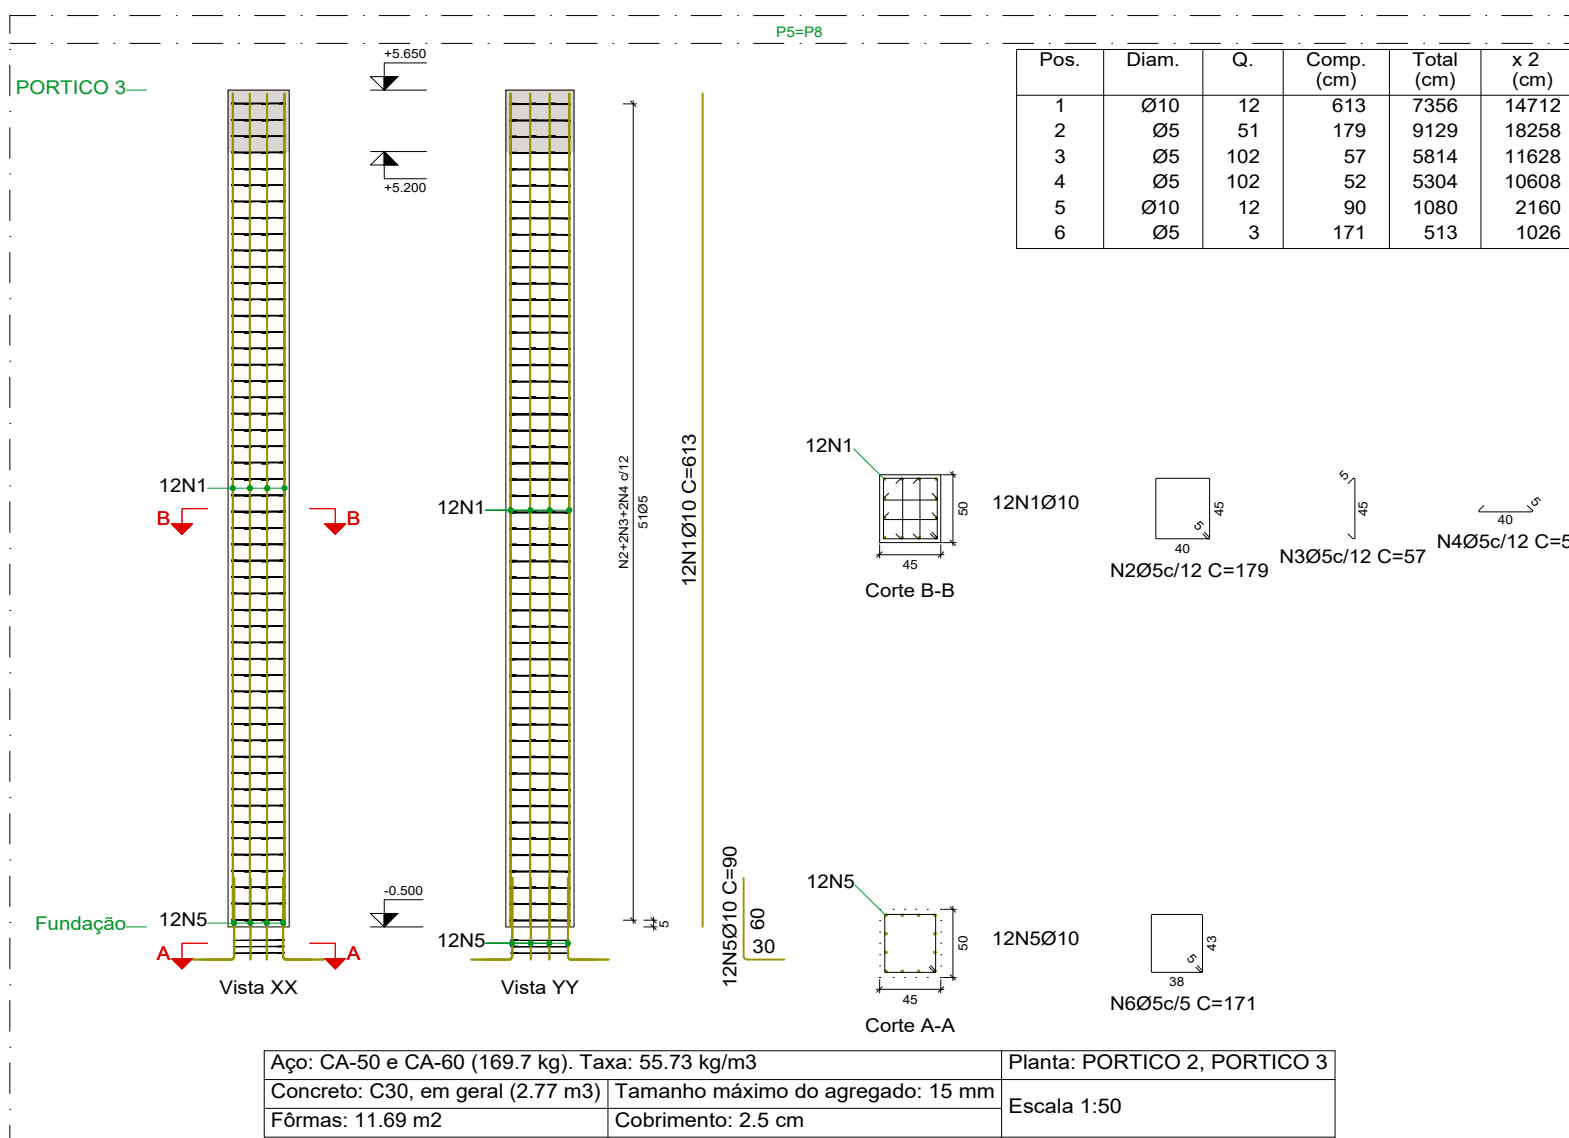 P5=P8
PORTICO 3
+5.650
+5.200
Pos. Diam. Q. Comp. (cm) Total (cm) x 2 (cm)
1 Ø10 12 613 7356 14712
2 Ø5 51 179 9129 18258
3 Ø5 102 57 5814 11628
4 Ø5 102 52 5304 10608
5 Ø10 12 90 1080 2160
6 Ø5 3 171 513 1026
12N1
B B
12N1
N2+2N3+2N4 c/12
51Ø5
12N1Ø10 C=613
12N1
50
45
12N1Ø10
Corte B-B
45
5
40
N2Ø5c/12 C=179
5
45
N3Ø5c/12 C=57
5
40
N4Ø5c/12 C=5
-0.500
Fundação
12N5
A A
12N5
5
12N5Ø10 C=90
60
30
Vista XX
Vista YY
12N5
50
45
12N5Ø10
Corte A-A
43
5
38
N6Ø5c/5 C=171
Aço: CA-50 e CA-60 (169.7 kg). Taxa: 55.73 kg/m3
Planta: PORTICO 2, PORTICO 3
Concreto: C30, em geral (2.77 m3)
Tamanho máximo do agregado: 15 mm
Escala 1:50
Fôrmas: 11.69 m2
Cobrimento: 2.5 cm